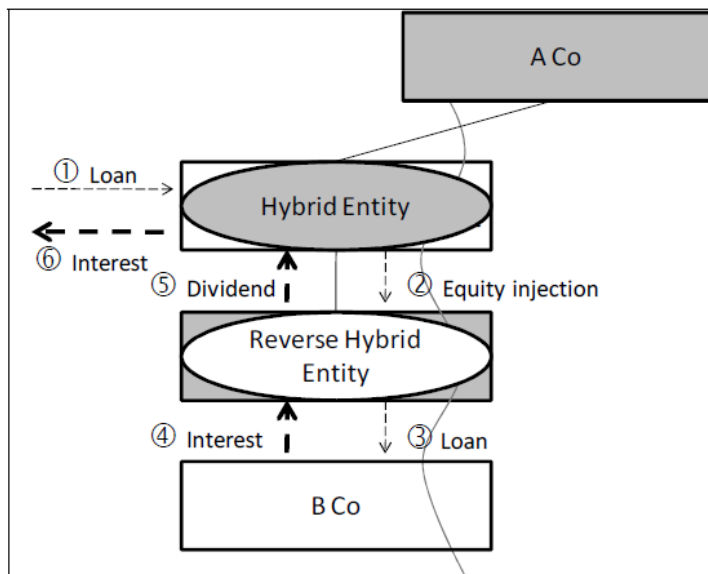 A Co
① Loan
Hybrid Entity
⑥ Interest
⑤ Dividend
② Equity injection
Reverse Hybrid
Entity
④ Interest
③ Loan
B Co